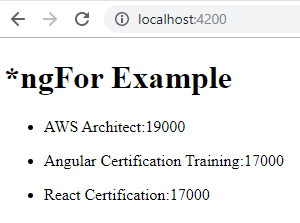 localhost:4200
*ngFor Example
AWS Architect:19000
Angular Certification Training:17000
React Certification:17000